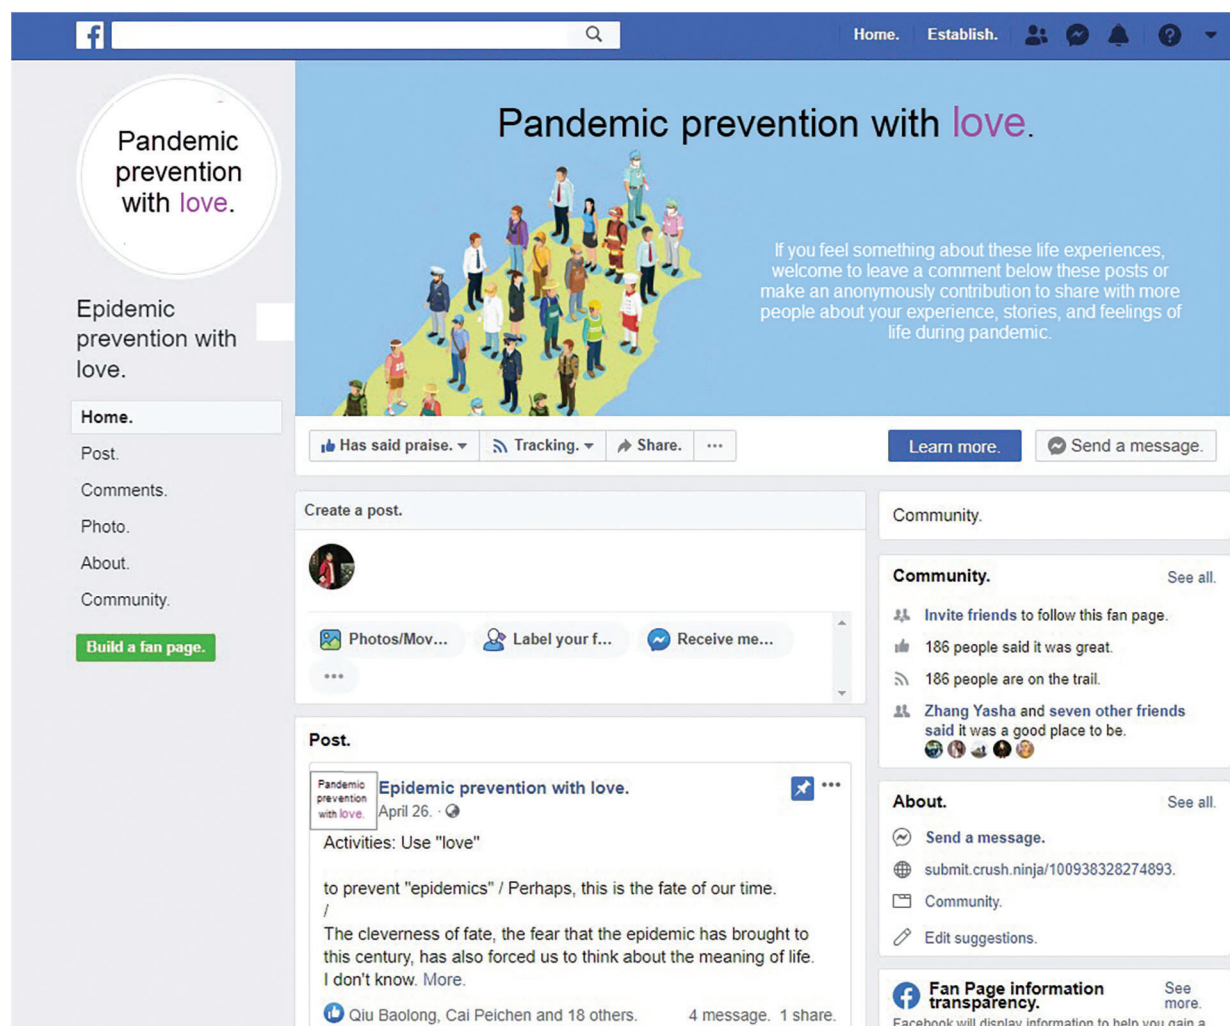 Home. Establish.
Pandemic
prevention
with love.
Epidemic
prevention with
love.
Home.
Post.
Comments.
Photo.
About.
Community.
Build a fan page.
Pandemic prevention with love.
If you feel something about these life experiences,
welcome to leave a comment below these posts or
make an anonymously contribution to share with more
people about your experience, stories, and feelings of
life during pandemic.
Has said praise. Tracking. Share. ...
Learn more. Send a message.
Create a post.
Photos/Mov... Label your f... Receive me...
Post.
Pandemic
prevention
with love.
Epidemic prevention with love.
April 26. ·
Activities: Use "love"
to prevent "epidemics" / Perhaps, this is the fate of our time.
/
The cleverness of fate, the fear that the epidemic has brought to
this century, has also forced us to think about the meaning of life.
I don't know. More.
Qiu Baolong, Cai Peichen and 18 others. 4 message. 1 share.
Community.
Community. See all.
Invite friends to follow this fan page.
186 people said it was great.
186 people are on the trail.
Zhang Yasha and seven other friends
said it was a good place to be.
About. See all.
Send a message.
submit.crush.ninja/100938328274893.
Community.
Edit suggestions.
Fan Page information See
transparency. more.
Facebook will display information to help you gain a